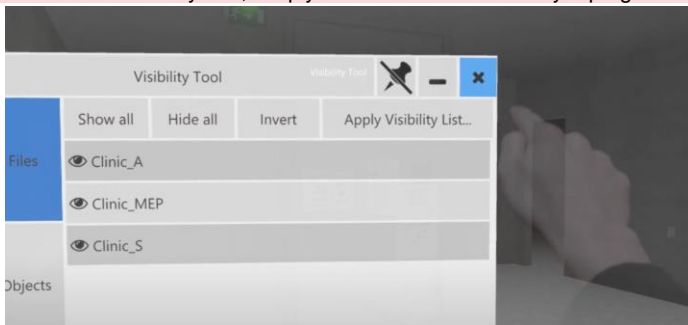 Visibility Tool Visibility Tool
Show all Hide all Invert Apply Visibility List...
Files
Clinic_A
Clinic_MEP
Clinic_S
Objects